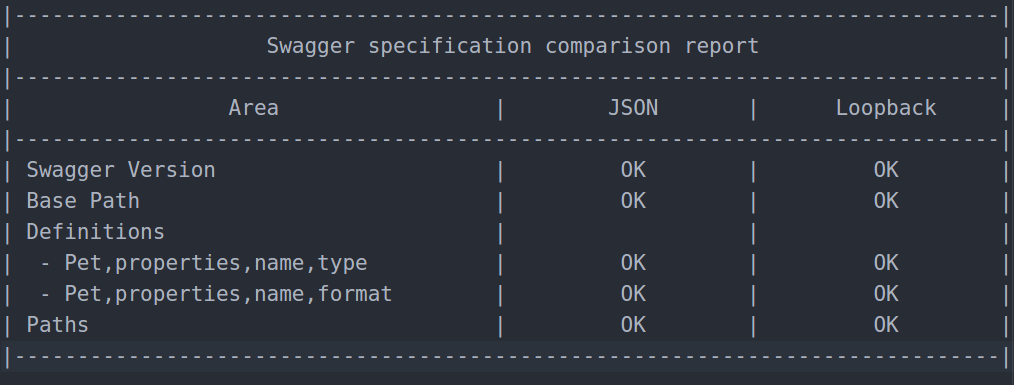 |------------------------------------------------------------------------------|
|                    Swagger specification comparison report                   |
|------------------------------------------------------------------------------|
|                 Area                  |        JSON       |      Loopback     |
|------------------------------------------------------------------------------|
| Swagger Version                       |         OK        |         OK        |
| Base Path                             |         OK        |         OK        |
| Definitions                           |                   |                   |
|  - Pet,properties,name,type           |         OK        |         OK        |
|  - Pet,properties,name,format         |         OK        |         OK        |
| Paths                                 |         OK        |         OK        |
|------------------------------------------------------------------------------|